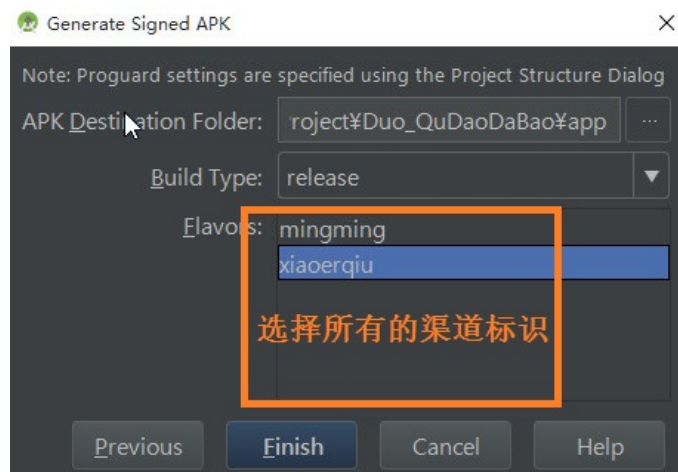 Generate Signed APK
Note: Proguard settings are specified using the Project Structure Dialog
APK Destination Folder: roject¥Duo_QuDaoDaBao¥app ...
Build Type: release
Flavors: mingming
xiaoerqiu
选择所有的渠道标识
Previous Finish Cancel Help